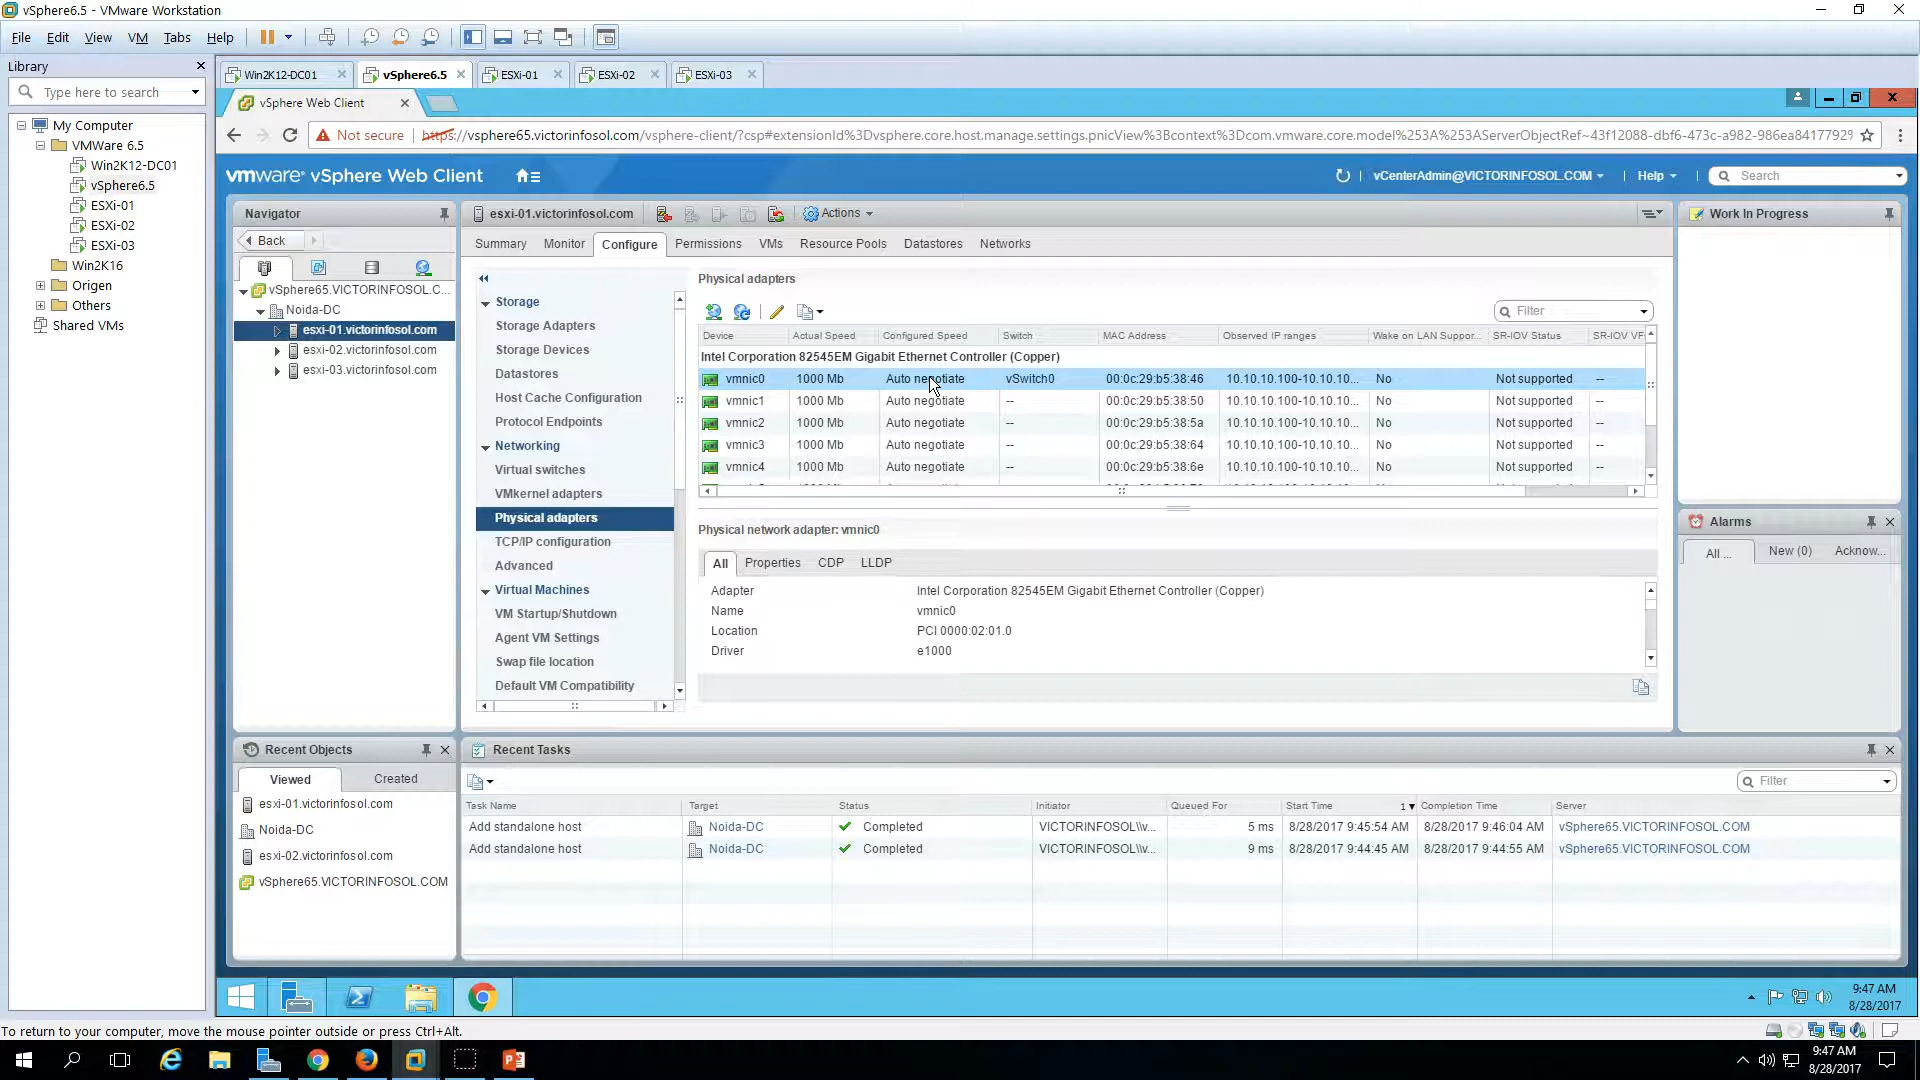 vSphere6.5 - VMware Workstation
File Edit View VM Tabs Help
Library
Type here to search
My Computer
VMWare 6.5
Win2K12-DC01
vSphere6.5
ESXi-01
ESXi-02
ESXi-03
Win2K16
Origen
Others
Shared VMs
Win2K12-DC01 vSphere6.5 ESXi-01 ESXi-02 ESXi-03
vSphere Web Client
Not secure https://vsphere65.victorinfosol.com/vsphere-client/?csp#extensionId%3Dvsphere.core.host.manage.settings.pnicView%3Bcontext%3Dcom.vmware.core.model%253A%253AServerObjectRef~43f12088-dbf6-473c-a982-986ea8417792%
vmware vSphere Web Client
vCenterAdmin@VICTORINFOSOL.COM Help Search
Navigator
Back
vSphere65.VICTORINFOSOL.C...
Noida-DC
esxi-01.victorinfosol.com
esxi-02.victorinfosol.com
esxi-03.victorinfosol.com
esxi-01.victorinfosol.com Actions
Summary Monitor Configure Permissions VMs Resource Pools Datastores Networks
Storage
Storage Adapters
Storage Devices
Datastores
Host Cache Configuration
Protocol Endpoints
Networking
Virtual switches
VMkernel adapters
Physical adapters
TCP/IP configuration
Advanced
Virtual Machines
VM Startup/Shutdown
Agent VM Settings
Swap file location
Default VM Compatibility
Physical adapters
Filter
Device Actual Speed Configured Speed Switch MAC Address Observed IP ranges Wake on LAN Suppor... SR-IOV Status SR-IOV VF
Intel Corporation 82545EM Gigabit Ethernet Controller (Copper)
vmnic0 1000 Mb Auto negotiate vSwitch0 00:0c:29:b5:38:46 10.10.10.100-10.10.10... No Not supported --
vmnic1 1000 Mb Auto negotiate -- 00:0c:29:b5:38:50 10.10.10.100-10.10.10... No Not supported --
vmnic2 1000 Mb Auto negotiate -- 00:0c:29:b5:38:5a 10.10.10.100-10.10.10... No Not supported --
vmnic3 1000 Mb Auto negotiate -- 00:0c:29:b5:38:64 10.10.10.100-10.10.10... No Not supported --
vmnic4 1000 Mb Auto negotiate -- 00:0c:29:b5:38:6e 10.10.10.100-10.10.10... No Not supported --
Physical network adapter: vmnic0
All Properties CDP LLDP
Adapter Intel Corporation 82545EM Gigabit Ethernet Controller (Copper)
Name vmnic0
Location PCI 0000:02:01.0
Driver e1000
Work In Progress
Alarms
All ... New (0) Acknow...
Recent Objects
Viewed Created
esxi-01.victorinfosol.com
Noida-DC
esxi-02.victorinfosol.com
vSphere65.VICTORINFOSOL.COM
Recent Tasks
Filter
Task Name Target Status Initiator Queued For Start Time 1 Completion Time Server
Add standalone host Noida-DC Completed VICTORINFOSOL\\v... 5 ms 8/28/2017 9:45:54 AM 8/28/2017 9:46:04 AM vSphere65.VICTORINFOSOL.COM
Add standalone host Noida-DC Completed VICTORINFOSOL\\v... 9 ms 8/28/2017 9:44:45 AM 8/28/2017 9:44:55 AM vSphere65.VICTORINFOSOL.COM
9:47 AM
8/28/2017
To return to your computer, move the mouse pointer outside or press Ctrl+Alt.
9:47 AM
8/28/2017